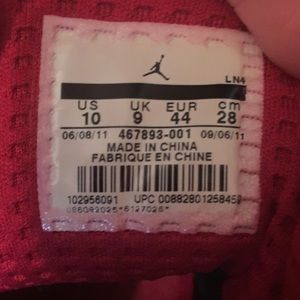 LN4
US UK EUR cm
10 9 44 28
06/08/11 467893-001 09/06/11
MADE IN CHINA
FABRIQUE EN CHINE
102956091 UPC 00882801258459